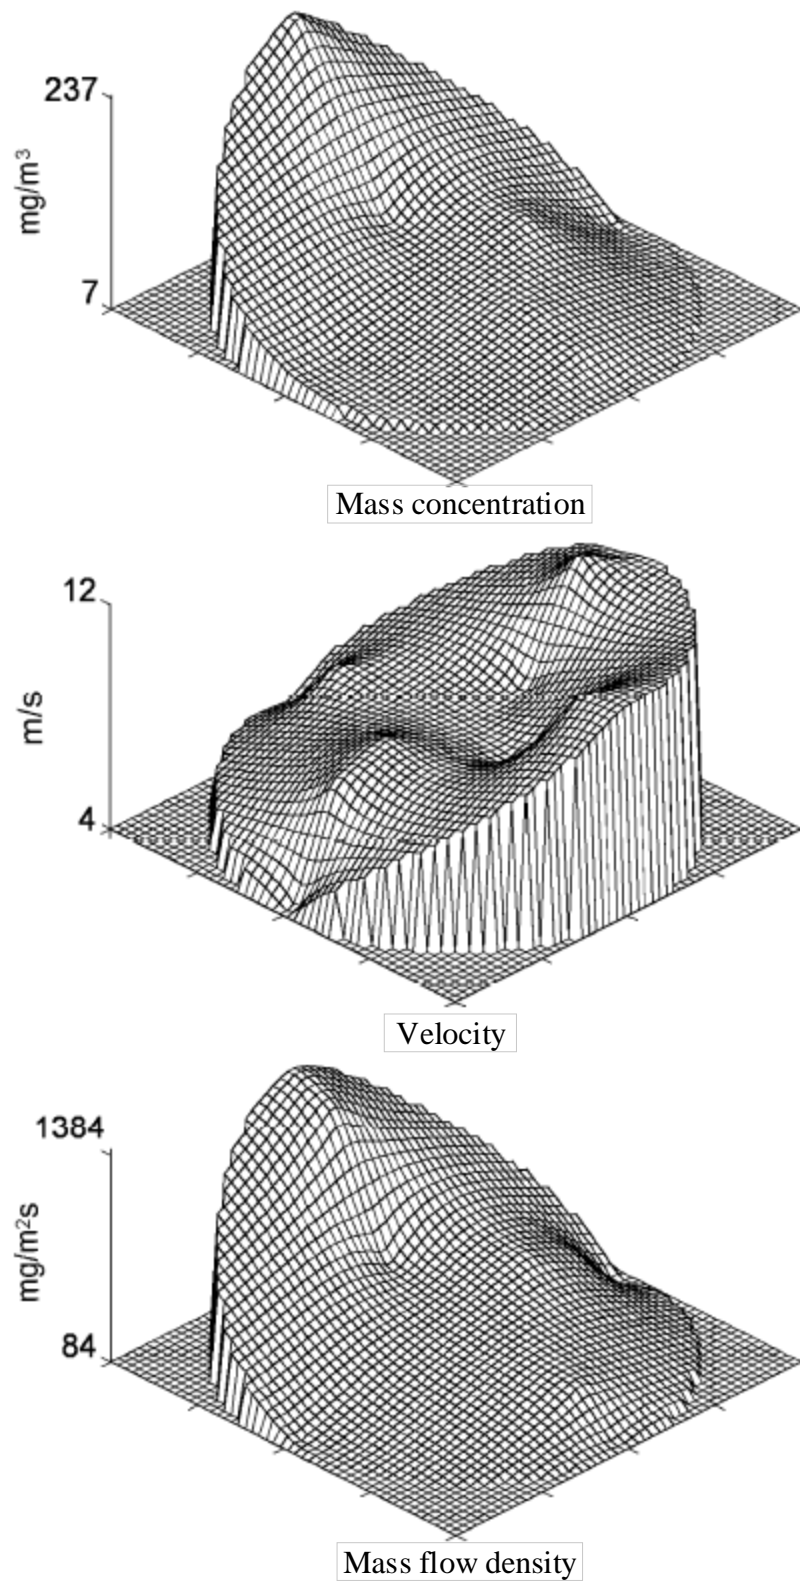 237
mg/m³
7
Mass concentration
12
m/s
4
Velocity
1384
mg/m²s
84
Mass flow density